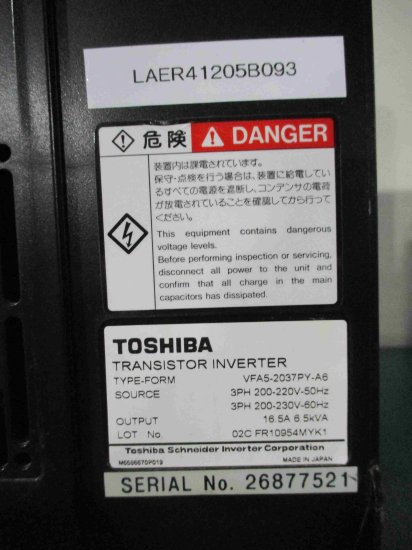 LAER41205B093
危険 DANGER
装置内は課電されています。
保守・点検を行う場合は、装置に給電してい
るすべての電源を遮断し、コンデンサの電荷
が放電されていることを確認してから行って
ください。
This equipment contains dangerous
voltage levels.
Before performing inspection or servicing,
disconnect all power to the unit and
confirm that all charge in the main
capacitors has dissipated.
TOSHIBA
TRANSISTOR INVERTER
TYPE-FORM VFA5-2037PY-A6
SOURCE 3PH 200-220V-50Hz
3PH 200-230V-60Hz
OUTPUT 16.5A 6.5kVA
LOT No. 02C FR10954MYK1
Toshiba Schneider Inverter Corporation
M6596670P019 MADE IN JAPAN
SERIAL No. 26877521